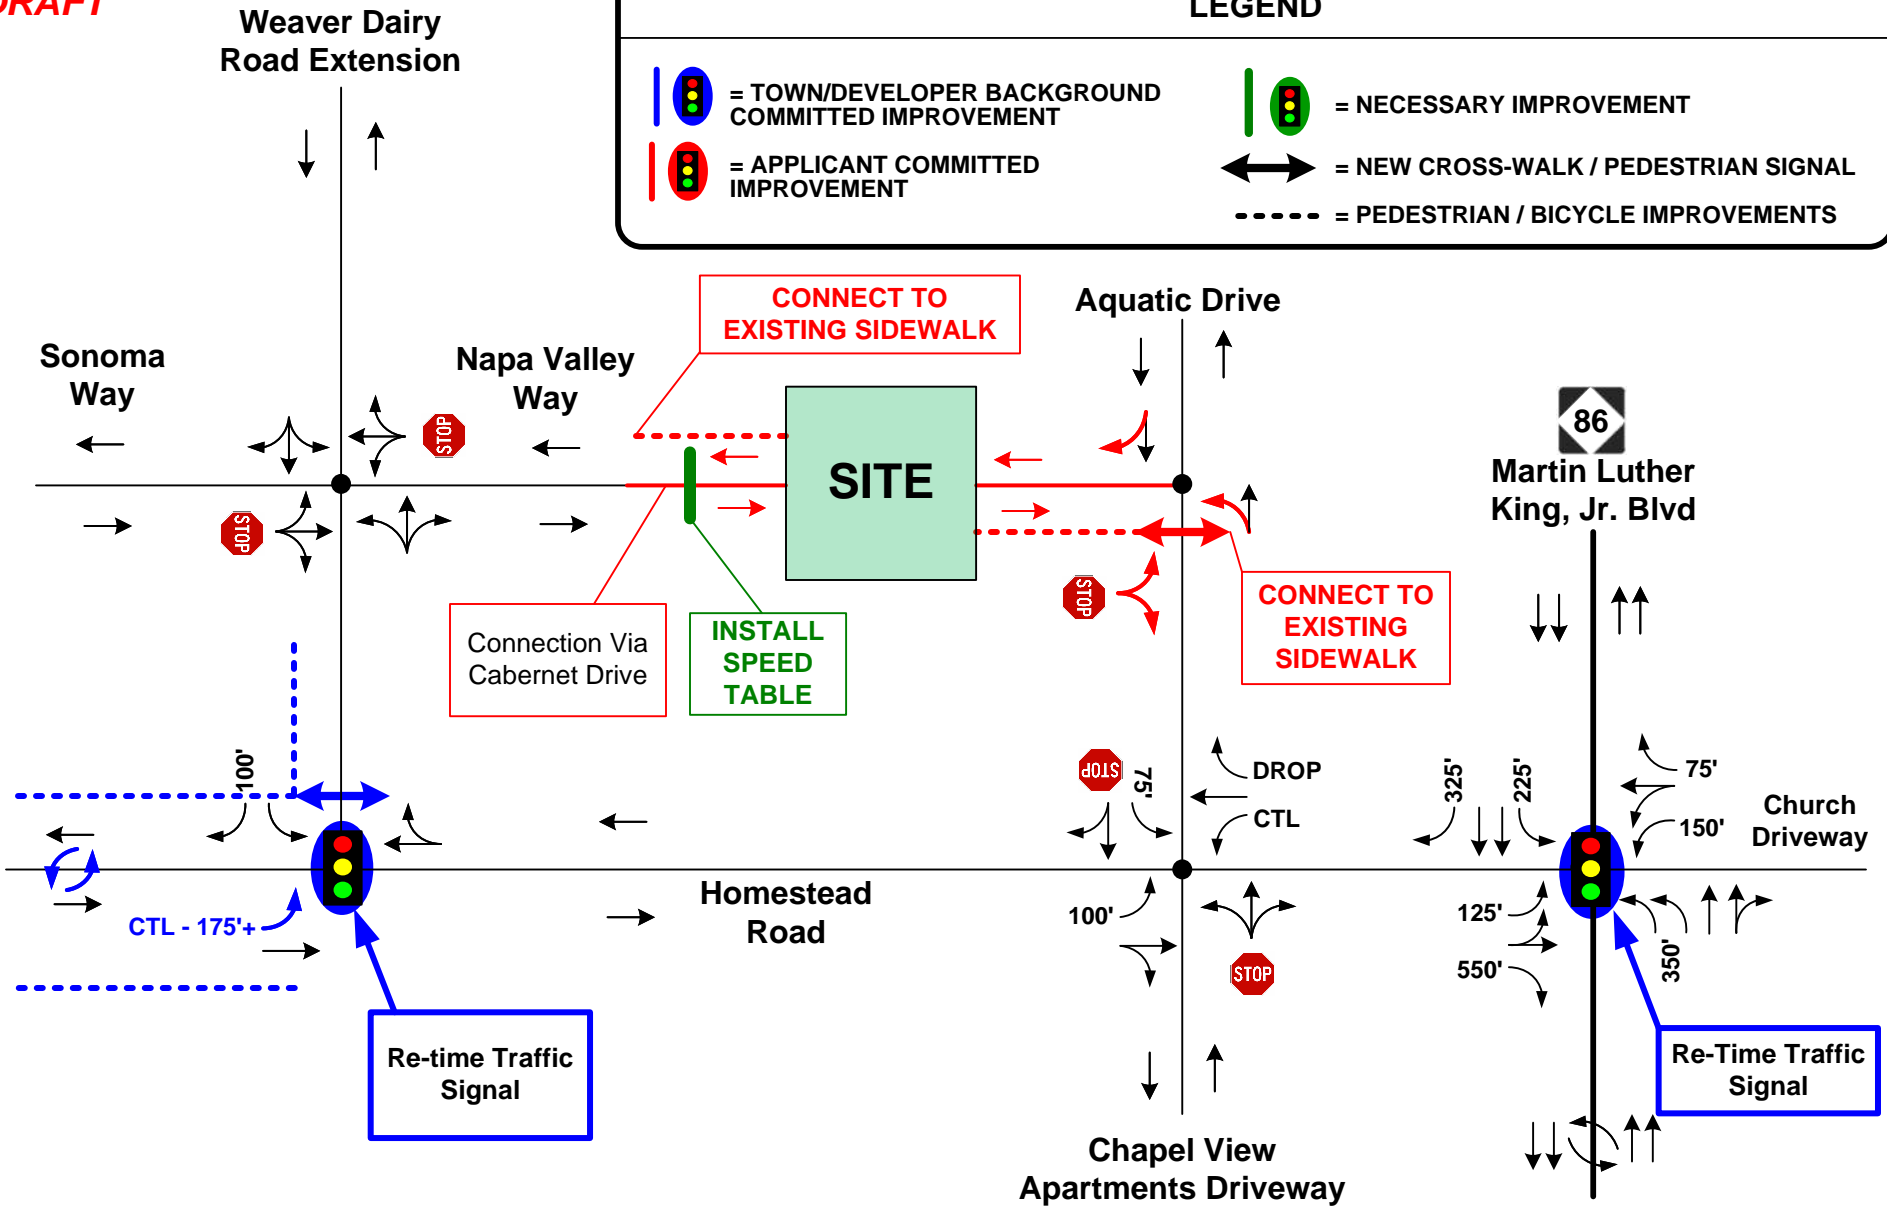 DRAFT
LEGEND
= TOWN/DEVELOPER BACKGROUND
COMMITTED IMPROVEMENT
= APPLICANT COMMITTED
IMPROVEMENT
= NECESSARY IMPROVEMENT
= NEW CROSS-WALK / PEDESTRIAN SIGNAL
= PEDESTRIAN / BICYCLE IMPROVEMENTS
Weaver Dairy
Road Extension
Sonoma
Way
Napa Valley
Way
CONNECT TO
EXISTING SIDEWALK
Aquatic Drive
86
Martin Luther
King, Jr. Blvd
STOP
SITE
STOP
STOP
Connection Via
Cabernet Drive
INSTALL
SPEED
TABLE
CONNECT TO
EXISTING
SIDEWALK
100'
STOP
75'
DROP
CTL
325'
225'
75'
150'
Church
Driveway
CTL - 175'+
Homestead
Road
100'
STOP
125'
550'
350'
Re-time Traffic
Signal
Re-Time Traffic
Signal
Chapel View
Apartments Driveway